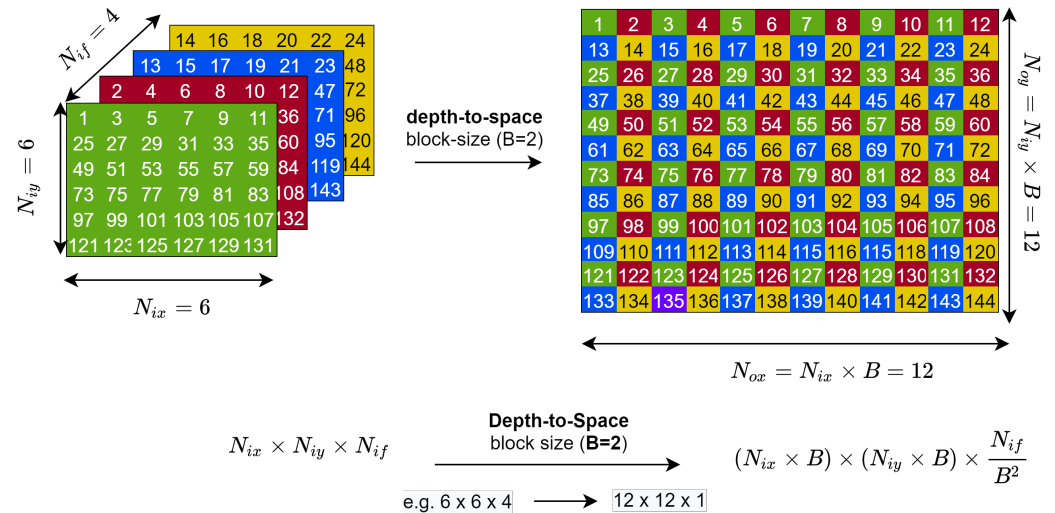 N_if = 4
14 16 18 20 22 24
13 15 17 19 21 23 48
2 4 6 8 10 12 47 72
1 3 5 7 9 11 36 71 96
25 27 29 31 33 35 60 95 120
49 51 53 55 57 59 84 119 144
73 75 77 79 81 83 108 143
97 99 101 103 105 107 132
121 123 125 127 129 131
N_iy = 6
N_ix = 6
depth-to-space
block-size (B=2)
1 2 3 4 5 6 7 8 9 10 11 12
13 14 15 16 17 18 19 20 21 22 23 24
25 26 27 28 29 30 31 32 33 34 35 36
37 38 39 40 41 42 43 44 45 46 47 48
49 50 51 52 53 54 55 56 57 58 59 60
61 62 63 64 65 66 67 68 69 70 71 72
73 74 75 76 77 78 79 80 81 82 83 84
85 86 87 88 89 90 91 92 93 94 95 96
97 98 99 100 101 102 103 104 105 106 107 108
109 110 111 112 113 114 115 116 115 118 119 120
121 122 123 124 125 126 127 128 129 130 131 132
133 134 135 136 137 138 139 140 141 142 143 144
N_oy = N_iy × B = 12
N_ox = N_ix × B = 12
Depth-to-Space
block size (B=2)
N_ix × N_iy × N_if
(N_ix × B) × (N_iy × B) × N_if / B²
e.g. 6 x 6 x 4
12 x 12 x 1